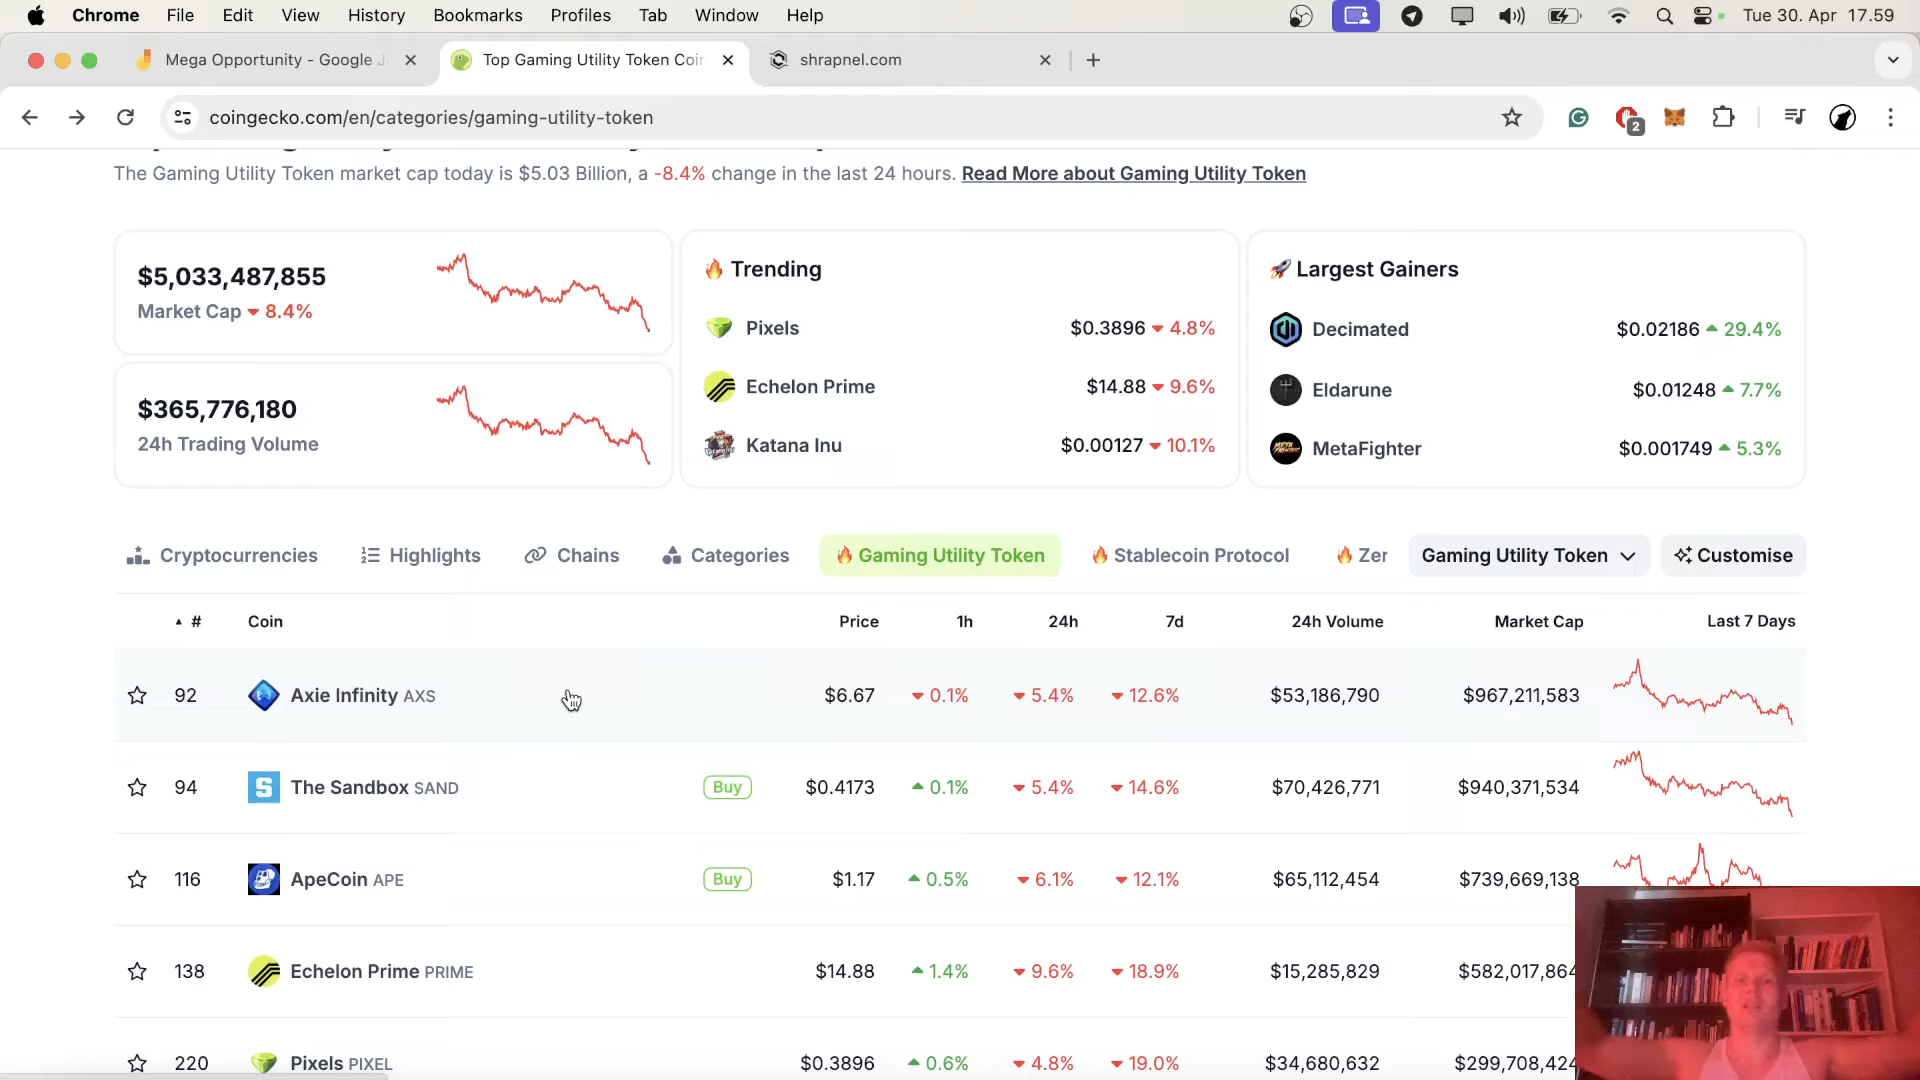 Chrome File Edit View History Bookmarks Profiles Tab Window Help Tue 30. Apr 17.59
Mega Opportunity - Google J
Top Gaming Utility Token Coin
shrapnel.com
coingecko.com/en/categories/gaming-utility-token
2
The Gaming Utility Token market cap today is $5.03 Billion, a -8.4% change in the last 24 hours. Read More about Gaming Utility Token
$5,033,487,855
Market Cap 8.4%
$365,776,180
24h Trading Volume
Trending
Pixels $0.3896 4.8%
Echelon Prime $14.88 9.6%
Katana Inu $0.00127 10.1%
Largest Gainers
Decimated $0.02186 29.4%
Eldarune $0.01248 7.7%
MetaFighter $0.001749 5.3%
Cryptocurrencies Highlights Chains Categories Gaming Utility Token Stablecoin Protocol Zer Gaming Utility Token Customise
# Coin Price 1h 24h 7d 24h Volume Market Cap Last 7 Days
92 Axie Infinity AXS $6.67 0.1% 5.4% 12.6% $53,186,790 $967,211,583
94 The Sandbox SAND Buy $0.4173 0.1% 5.4% 14.6% $70,426,771 $940,371,534
116 ApeCoin APE Buy $1.17 0.5% 6.1% 12.1% $65,112,454 $739,669,138
138 Echelon Prime PRIME $14.88 1.4% 9.6% 18.9% $15,285,829 $582,017,864
220 Pixels PIXEL $0.3896 0.6% 4.8% 19.0% $34,680,632 $299,708,424